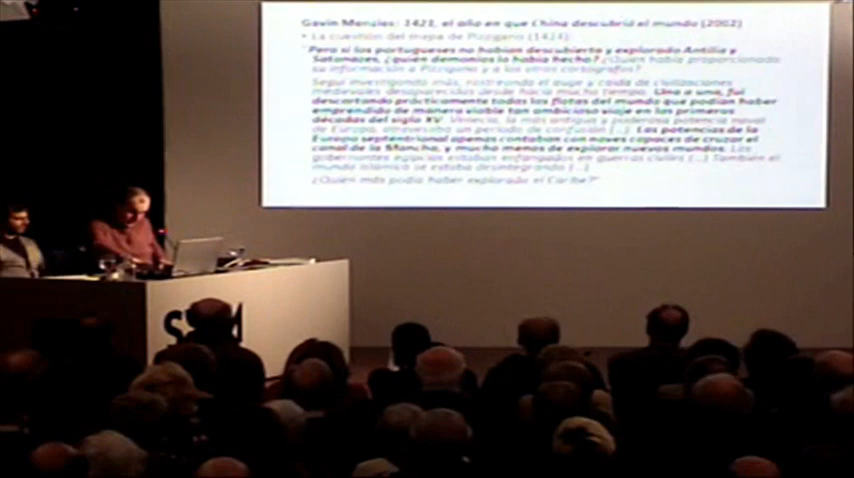 Gavin Menzies: 1421, el año en que China descubrió el mundo (2002)
• La cuestión del mapa de Pizzigano (1424):
"Pero si los portugueses no habían descubierto y explorado Antilia y
Satanazes, ¿quién demonios lo había hecho? ¿Quién había proporcionado
su información a Pizzigano y a los otros cartógrafos?
Seguí investigando más, rastreando el auge y caída de civilizaciones
medievales desaparecidas desde hacía mucho tiempo. Una a una, fui
descartando prácticamente todas las flotas del mundo que podían haber
emprendido de manera viable tan ambicioso viaje en las primeras
décadas del siglo XV. Venecia, la más antigua y poderosa potencia naval
de Europa, atravesaba un período de confusión (...) Las potencias de la
Europa septentrional apenas contaban con naves capaces de cruzar el
canal de la Mancha, y mucho menos de explorar nuevos mundos. Los
gobernantes egipcios estaban enfangados en guerras civiles (...) También el
mundo islámico se estaba desintegrando (...)
¿Quién más podía haber explorado el Caribe?"